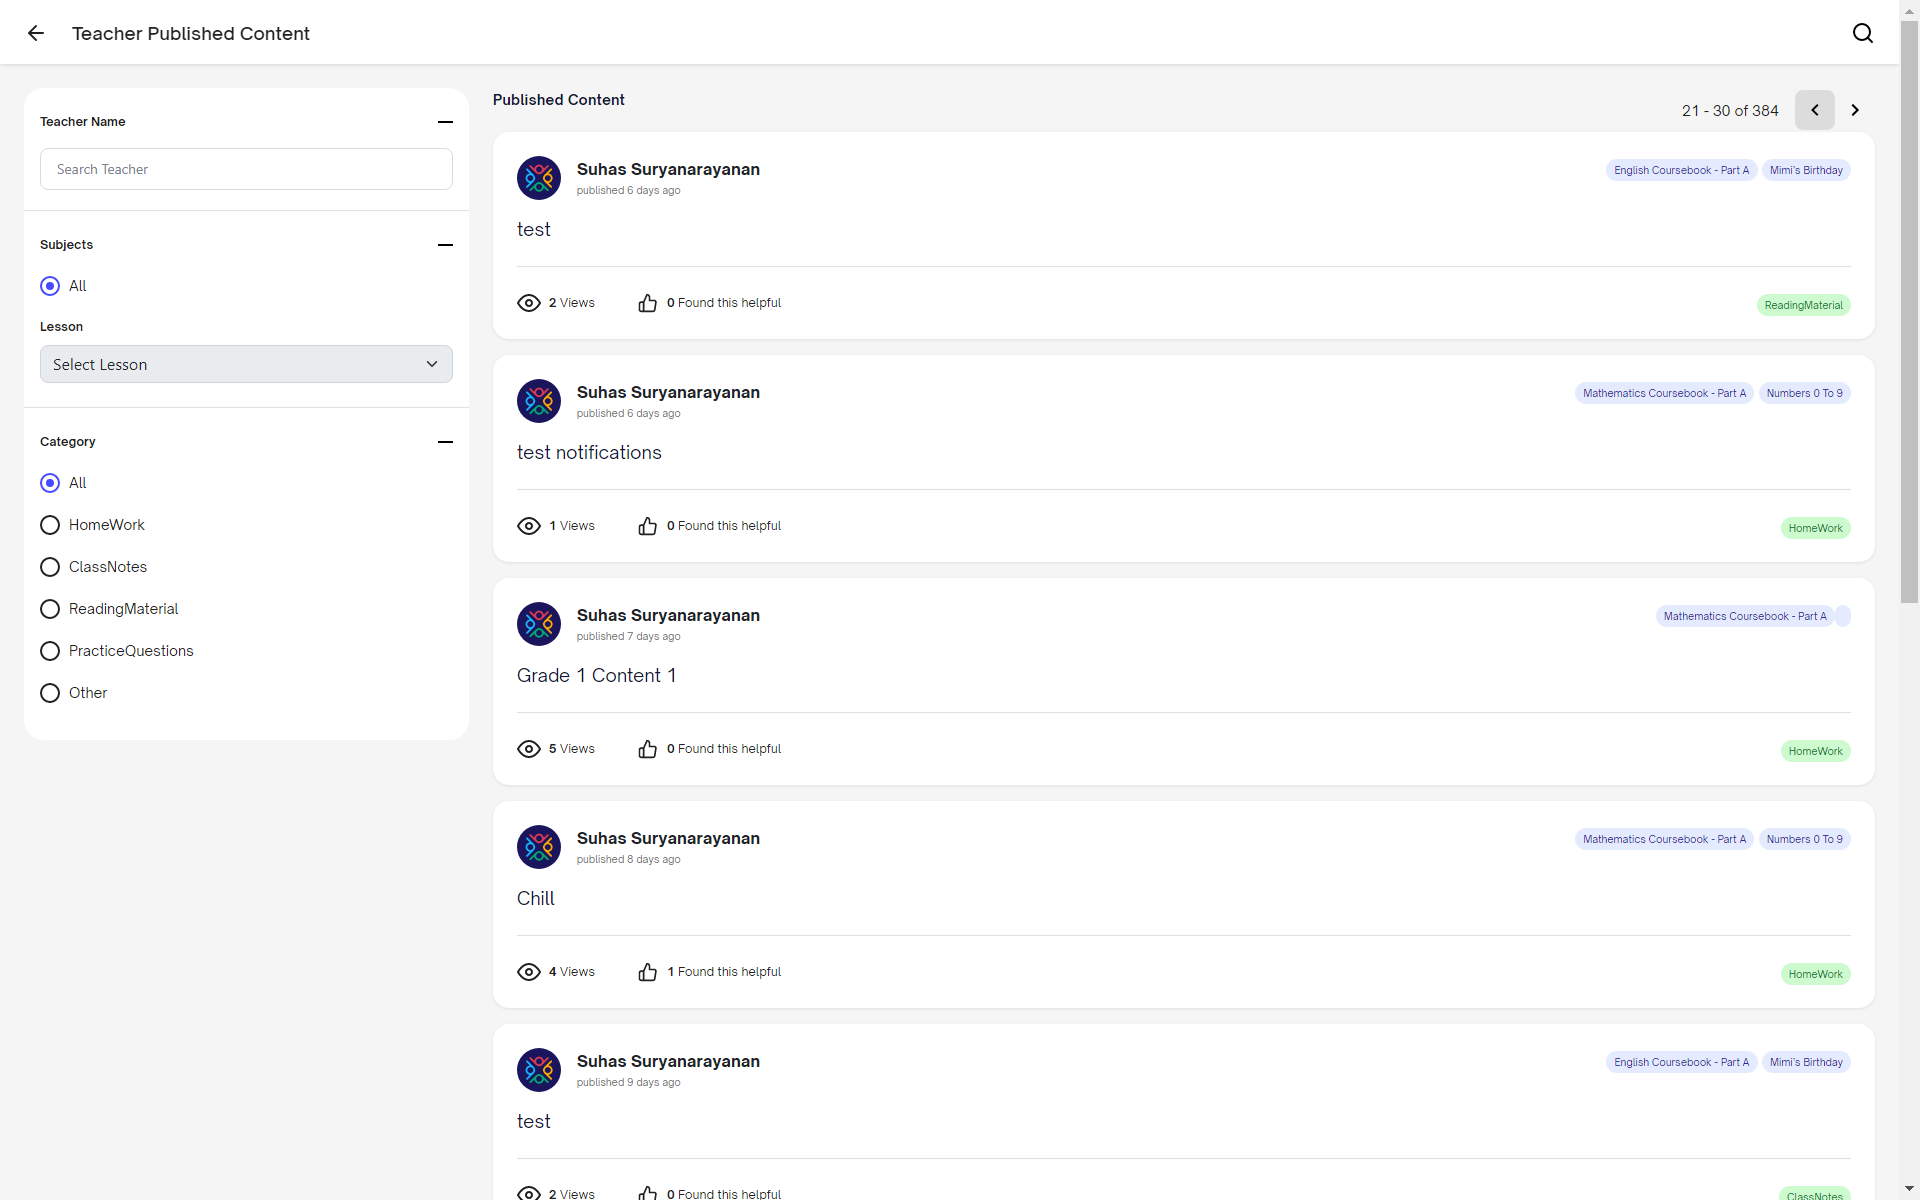 Teacher Published Content
Teacher Name
Search Teacher
Subjects
All
Lesson
Select Lesson
Category
All
HomeWork
ClassNotes
ReadingMaterial
PracticeQuestions
Other
Published Content
21 - 30 of 384
Suhas Suryanarayanan
English Coursebook - Part A Mimi's Birthday
published 6 days ago
test
2 Views 0 Found this helpful
ReadingMaterial
Suhas Suryanarayanan
Mathematics Coursebook - Part A Numbers 0 To 9
published 6 days ago
test notifications
1 Views 0 Found this helpful
HomeWork
Suhas Suryanarayanan
Mathematics Coursebook - Part A
published 7 days ago
Grade 1 Content 1
5 Views 0 Found this helpful
HomeWork
Suhas Suryanarayanan
Mathematics Coursebook - Part A Numbers 0 To 9
published 8 days ago
Chill
4 Views 1 Found this helpful
HomeWork
Suhas Suryanarayanan
English Coursebook - Part A Mimi's Birthday
published 9 days ago
test
2 Views 0 Found this helpful
ClassNotes